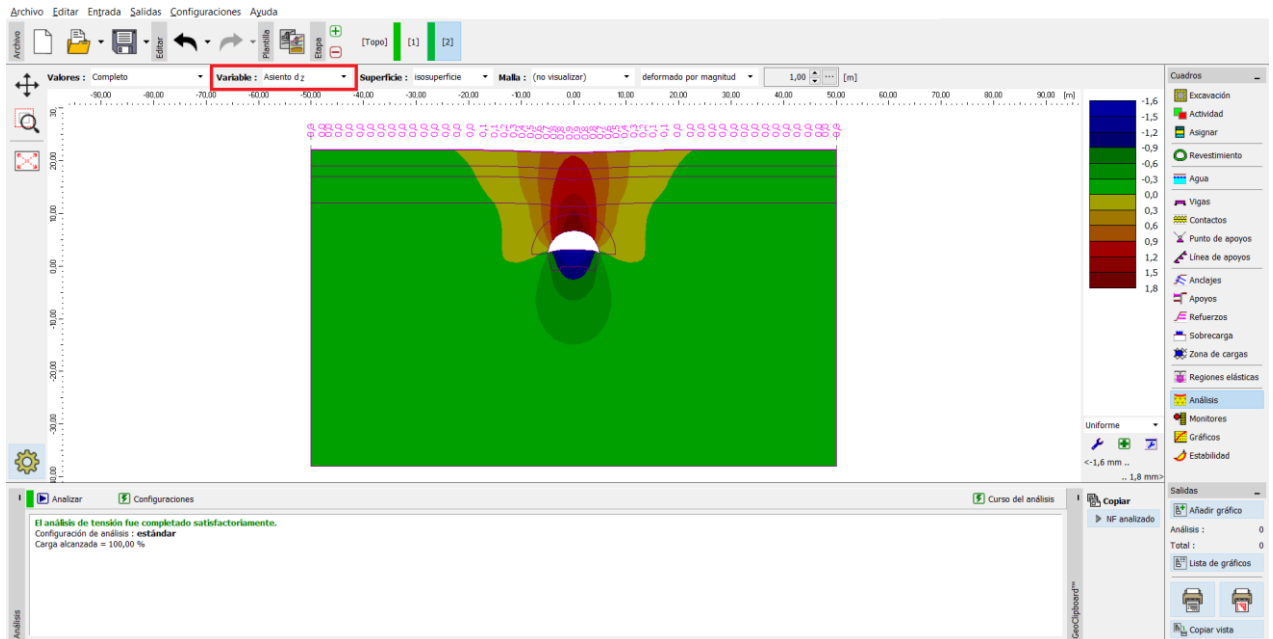 Archivo Editar Entrada Salidas Configuraciones Ayuda
Archivo
Editar
Plantilla
Etapa
[Topo] [1] [2]
Valores : Completo Variable : Asiento d z Superficie : isosuperficie Malla : (no visualizar) deformado por magnitud 1,00 [m]
-90,00 -80,00 -70,00 -60,00 -50,00 -40,00 -30,00 -20,00 -10,00 0,00 10,00 20,00 30,00 40,00 50,00 60,00 70,00 80,00 90,00 [m]
20,00
10,00
0,00
-10,00
-20,00
-30,00
-1,6
-1,5
-1,2
-0,9
-0,6
-0,3
0,0
0,3
0,6
0,9
1,2
1,5
1,8
Uniforme
<-1,6 mm ..
.. 1,8 mm>
Cuadros
Excavación
Actividad
Asignar
Revestimiento
Agua
Vigas
Contactos
Punto de apoyos
Línea de apoyos
Anclajes
Apoyos
Refuerzos
Sobrecarga
Zona de cargas
Regiones elásticas
Análisis
Monitores
Gráficos
Estabilidad
Analizar Configuraciones Curso del análisis
El análisis de tensión fue completado satisfactoriamente.
Configuración de análisis : estándar
Carga alcanzada = 100,00 %
Análisis
GeoClipboard™
Copiar
NF analizado
Salidas
Añadir gráfico
Análisis : 0
Total : 0
Lista de gráficos
Copiar vista